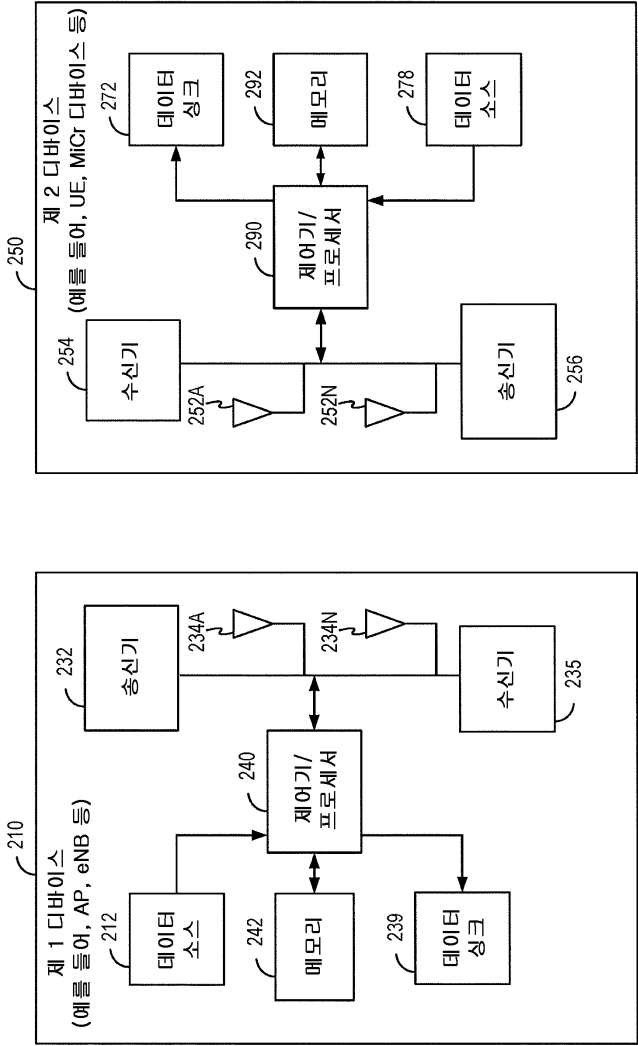 210
제 1 디바이스
(예를 들어, AP, eNB 등)
212
데이터
소스
242
메모리
239
데이터
싱크
240
제어기/
프로세서
232
송신기
234A
234N
수신기
235
250
제 2 디바이스
(예를 들어, UE, MiCr 디바이스 등)
254
수신기
252A
252N
송신기
256
290
제어기/
프로세서
272
데이터
싱크
292
메모리
278
데이터
소스